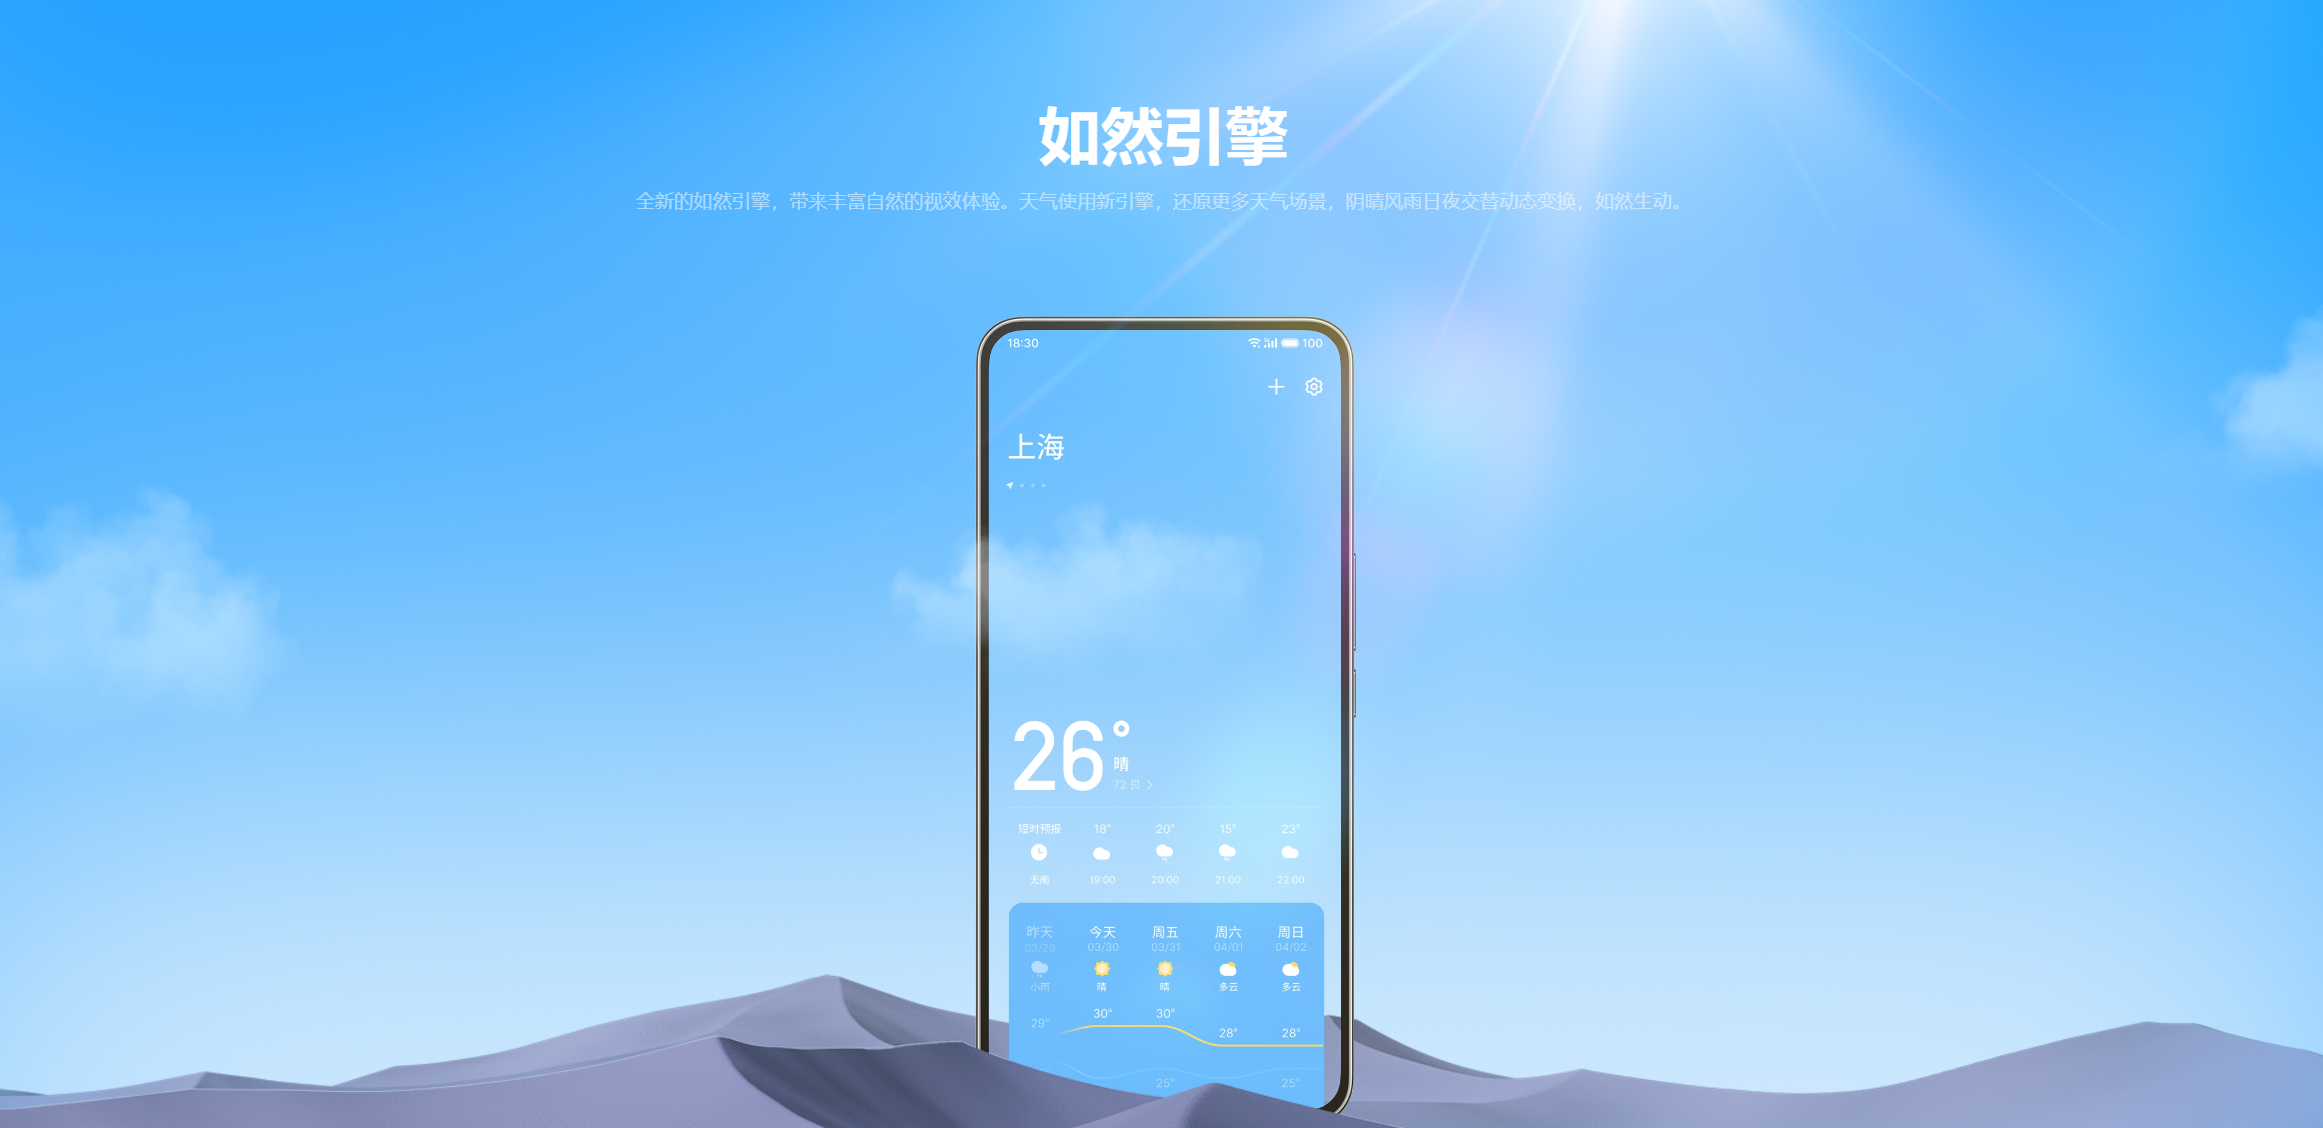 如然引擎
全新的如然引擎，带来丰富自然的视效体验。天气使用新引擎，还原更多天气场景，阴晴风雨日夜交替动态变换，如然生动。
18:30 100
上海
26°
晴
72 良
短时预报 18° 20° 15° 23°
无雨 19:00 20:00 21:00 22:00
昨天 今天 周五 周六 周日
03/29 03/30 03/31 04/01 04/02
小雨 晴 晴 多云 多云
29° 30° 30° 28° 28°
25° 25°